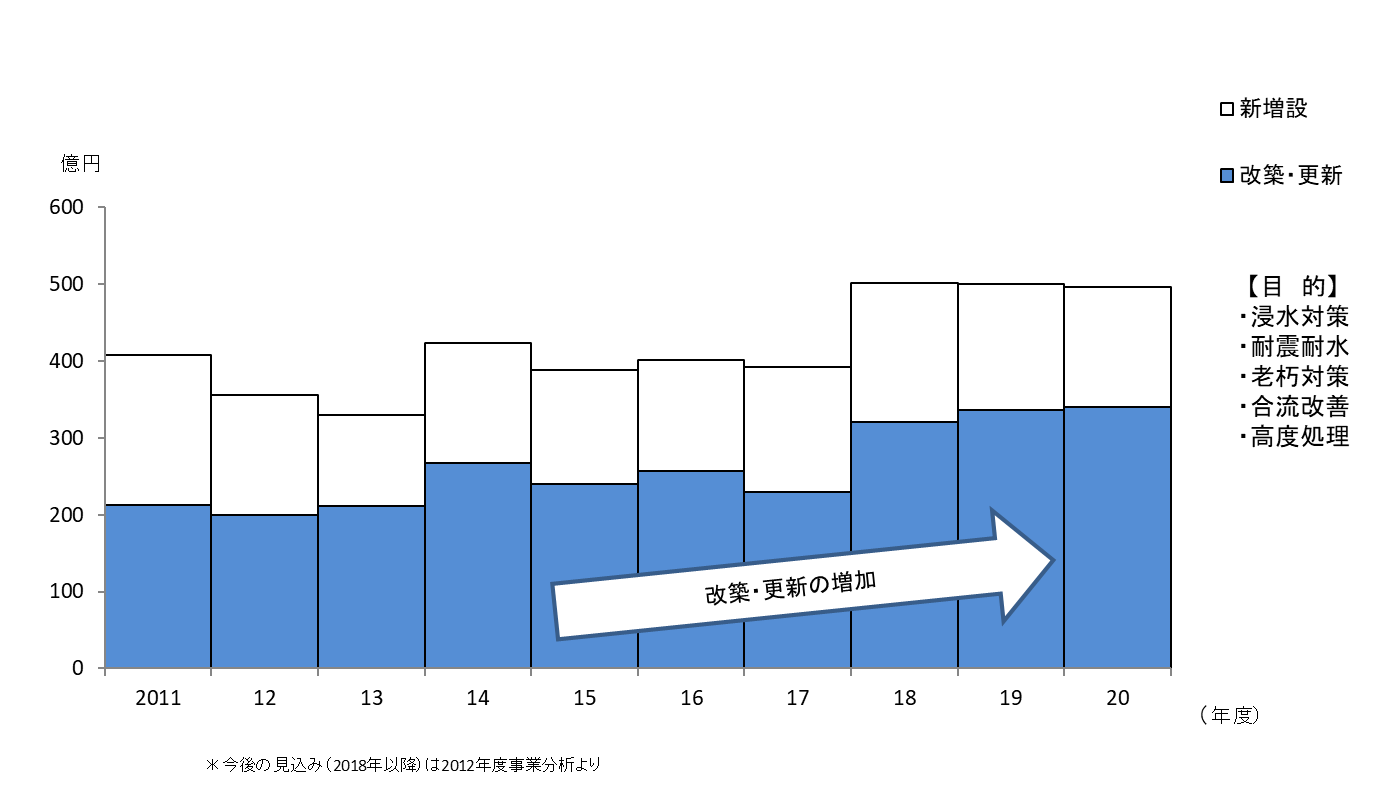 新増設
億円
改築・更新
600
500
【目　的】
・浸水対策
・耐震耐水
400
・老朽対策
・合流改善
300
・高度処理
200
改築・更新の増加
100
0
2011 12 13 14 15 16 17 18 19 20
（年度）
＊今後の見込み（2018年以降）は2012年度事業分析より